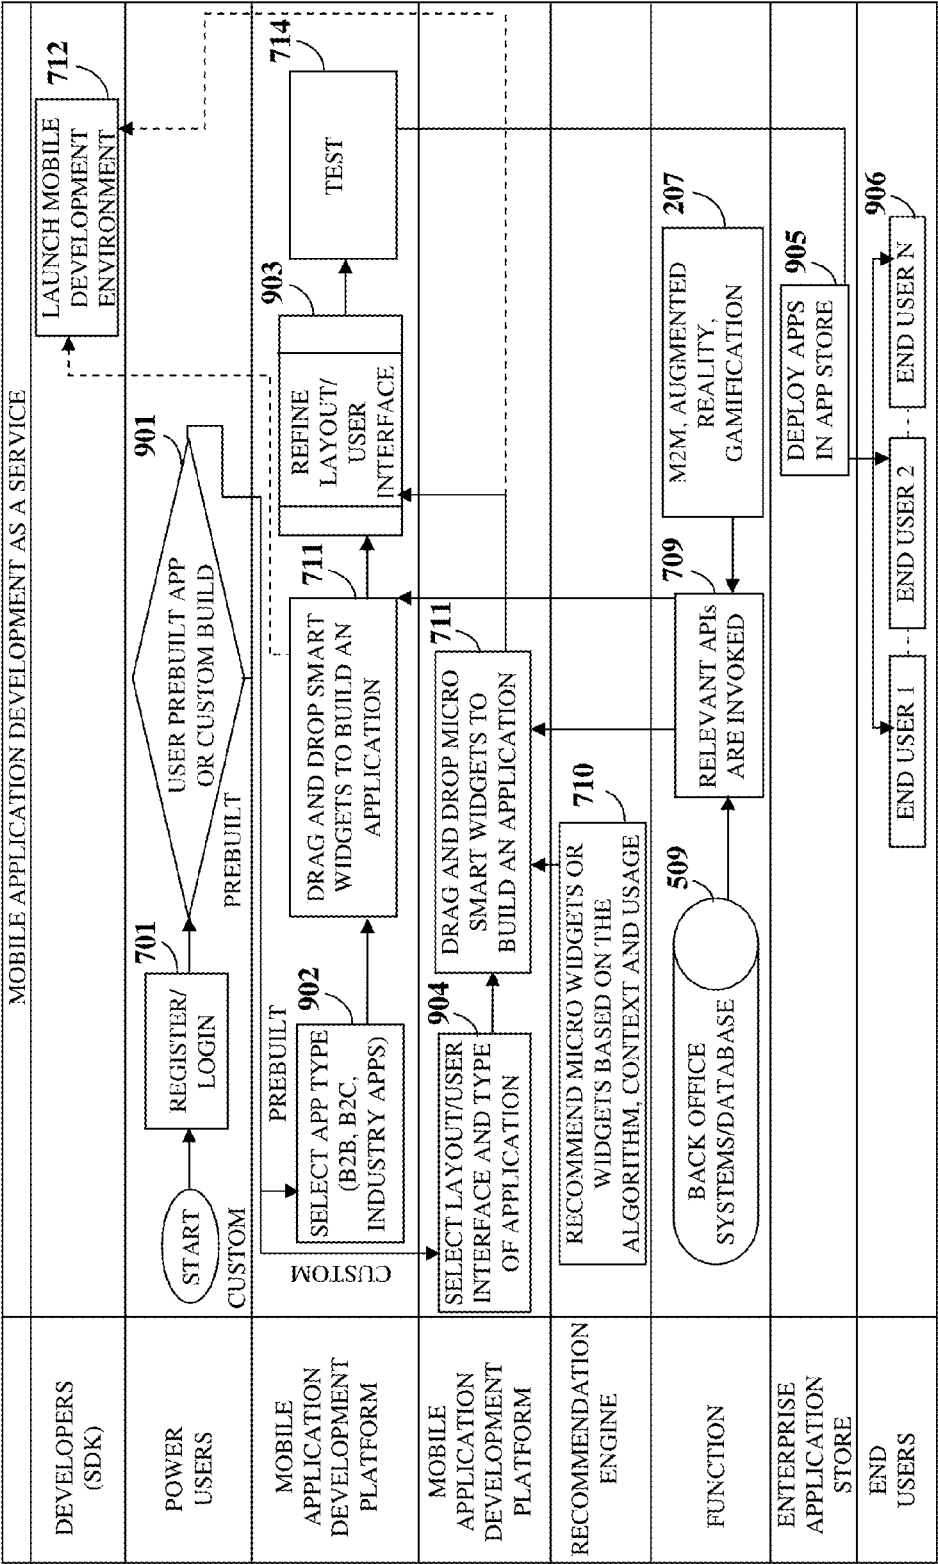 MOBILE APPLICATION DEVELOPMENT AS A SERVICE
DEVELOPERS
(SDK)
LAUNCH MOBILE
DEVELOPMENT
ENVIRONMENT
712
POWER
USERS
START
CUSTOM
REGISTER/
LOGIN
701
USER PREBUILT APP
OR CUSTOM BUILD
901
PREBUILT
MOBILE
APPLICATION
DEVELOPMENT
PLATFORM
PREBUILT
CUSTOM
SELECT APP TYPE
(B2B, B2C,
INDUSTRY APPS)
902
DRAG AND DROP SMART
WIDGETS TO BUILD AN
APPLICATION
711
REFINE
LAYOUT/
USER
INTERFACE
903
TEST
714
MOBILE
APPLICATION
DEVELOPMENT
PLATFORM
SELECT LAYOUT/USER
INTERFACE AND TYPE
OF APPLICATION
904
DRAG AND DROP MICRO
SMART WIDGETS TO
BUILD AN APPLICATION
711
RECOMMENDATION
ENGINE
RECOMMEND MICRO WIDGETS OR
WIDGETS BASED ON THE
ALGORITHM, CONTEXT AND USAGE
710
FUNCTION
BACK OFFICE
SYSTEMS/DATABASE
509
RELEVANT APIs
ARE INVOKED
709
M2M, AUGMENTED
REALITY,
GAMIFICATION
207
ENTERPRISE
APPLICATION
STORE
DEPLOY APPS
IN APP STORE
905
END
USERS
END USER 1
END USER 2
END USER N
906